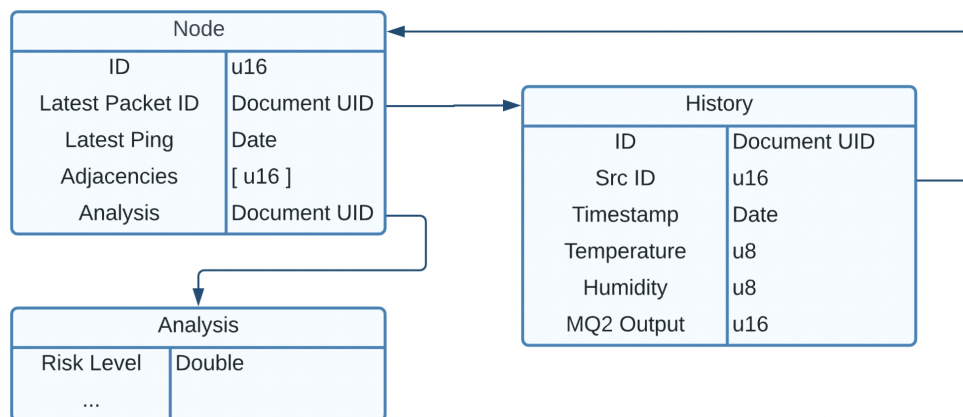 Node
ID u16
Latest Packet ID Document UID
Latest Ping Date
Adjacencies [ u16 ]
Analysis Document UID
History
ID Document UID
Src ID u16
Timestamp Date
Temperature u8
Humidity u8
MQ2 Output u16
Analysis
Risk Level Double
...